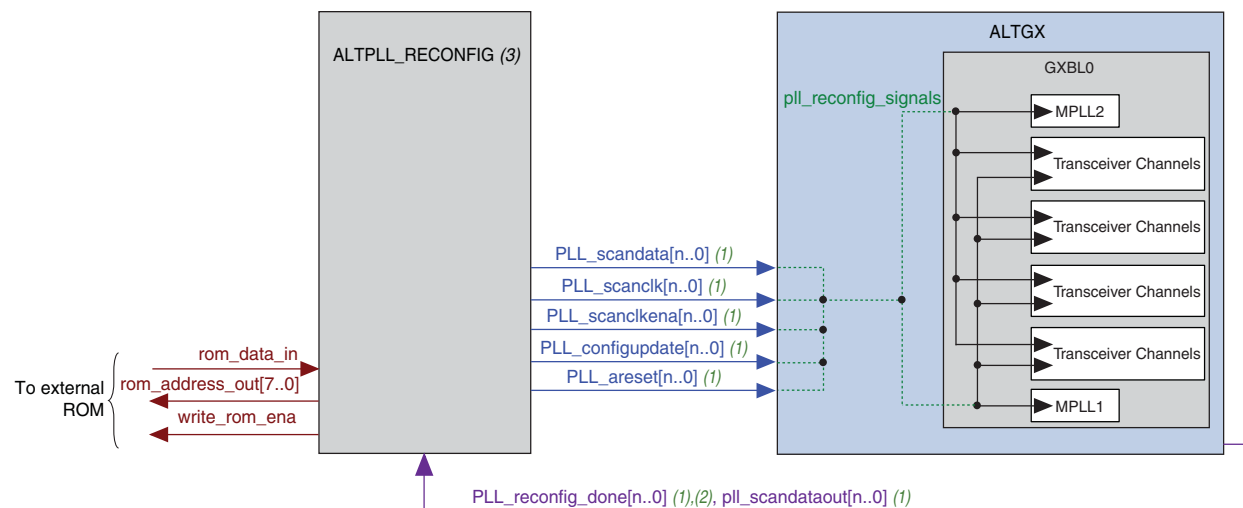 ALTPLL_RECONFIG (3)
ALTGX
GXBL0
pll_reconfig_signals
MPLL2
Transceiver Channels
Transceiver Channels
Transceiver Channels
Transceiver Channels
MPLL1
PLL_scandata[n..0] (1)
PLL_scanclk[n..0] (1)
PLL_scanclkena[n..0] (1)
PLL_configupdate[n..0] (1)
PLL_areset[n..0] (1)
To external
ROM
rom_data_in
rom_address_out[7..0]
write_rom_ena
PLL_reconfig_done[n..0] (1),(2), pll_scandataout[n..0] (1)